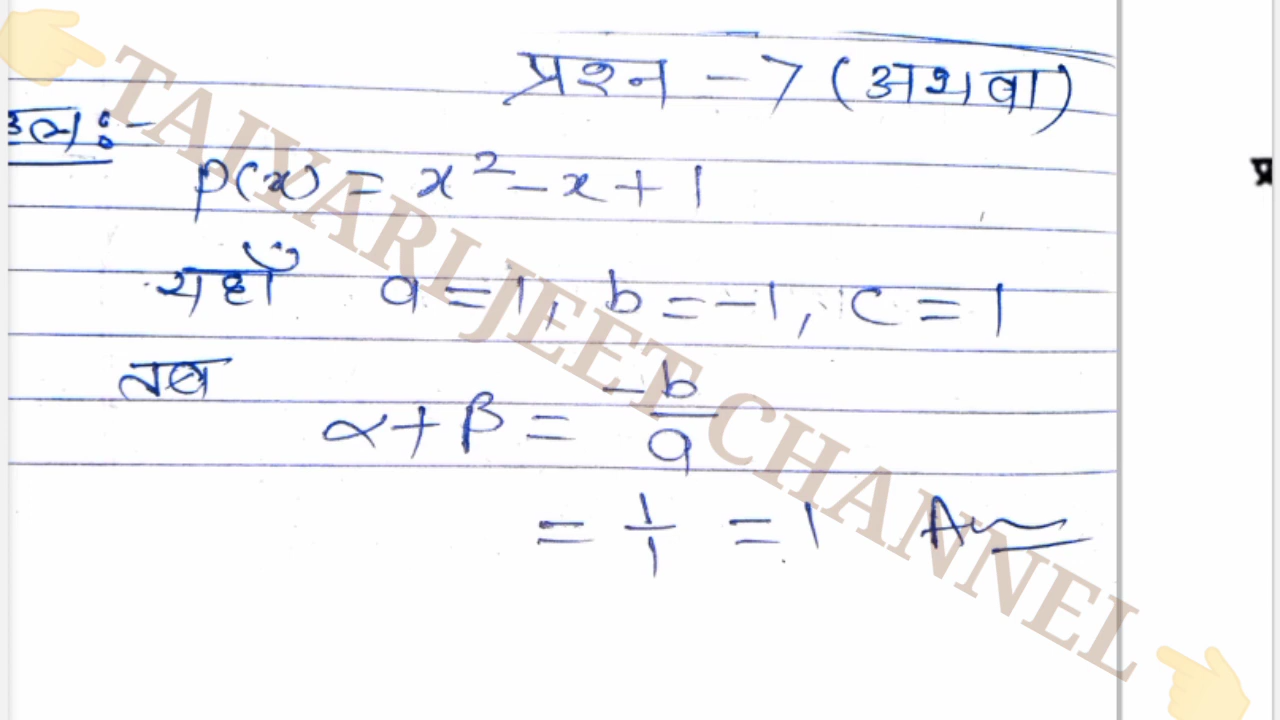 प्रश्न - 7 (अथवा)
हल:-
p(x) = x² - x + 1
यहाँ a = 1, b = -1, c = 1
तब
α + β = -b/a
= 1/1 = 1 Ans
TAIYARI JEET CHANNEL